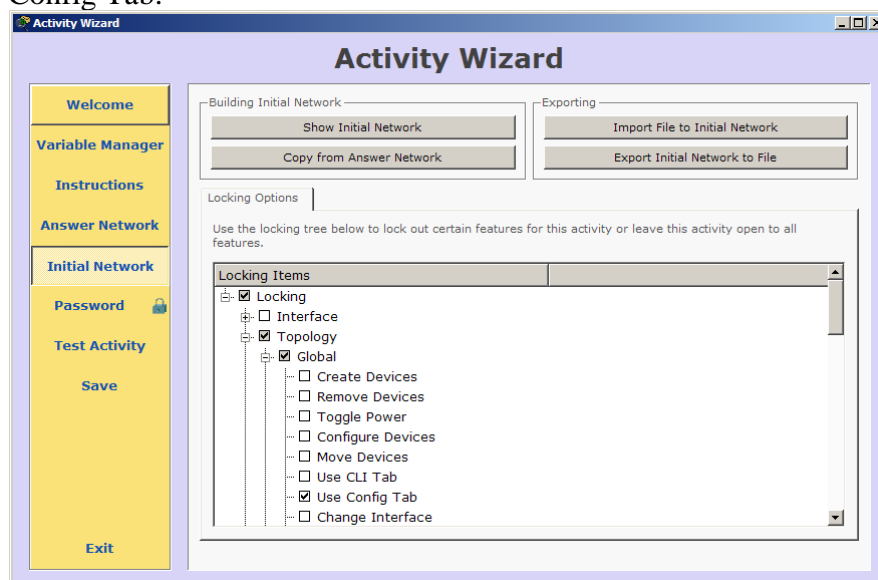 Config Tab.
Activity Wizard
Activity Wizard
Welcome
Variable Manager
Instructions
Answer Network
Initial Network
Password
Test Activity
Save
Exit
Building Initial Network
Show Initial Network
Copy from Answer Network
Exporting
Import File to Initial Network
Export Initial Network to File
Locking Options
Use the locking tree below to lock out certain features for this activity or leave this activity open to all
features.
Locking Items
Locking
Interface
Topology
Global
Create Devices
Remove Devices
Toggle Power
Configure Devices
Move Devices
Use CLI Tab
Use Config Tab
Change Interface